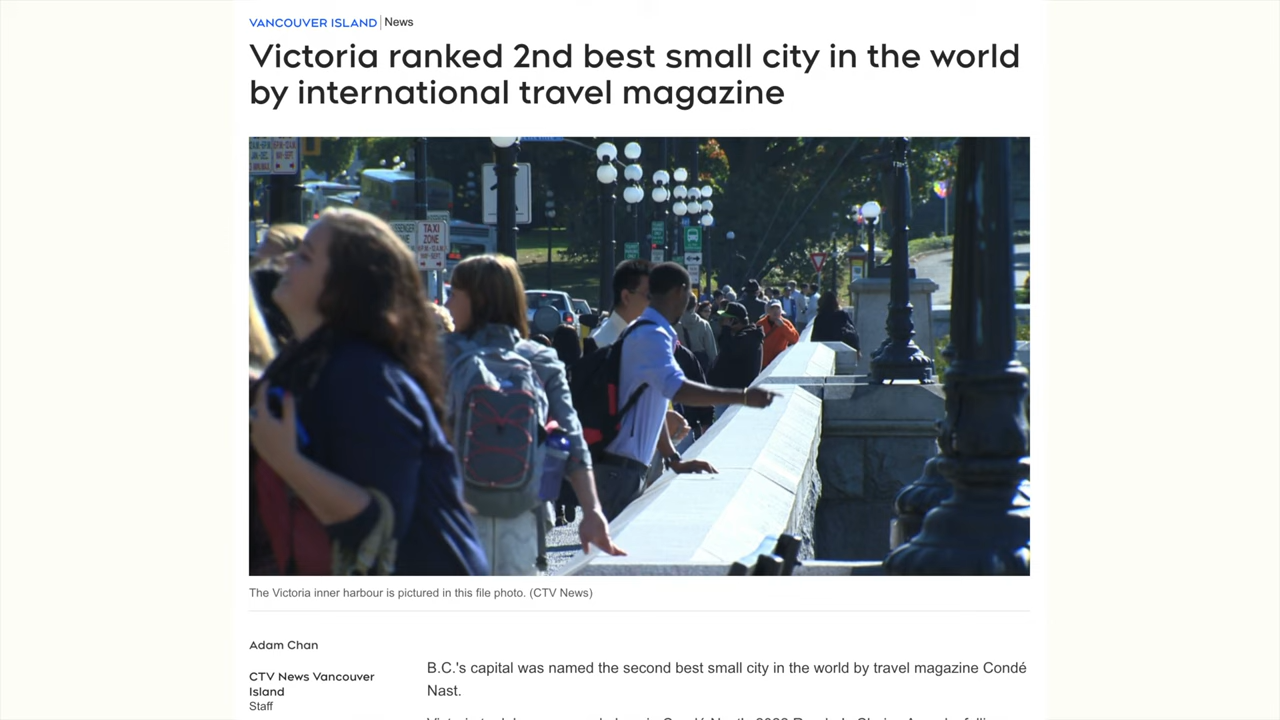 VANCOUVER ISLAND | News
Victoria ranked 2nd best small city in the world
by international travel magazine
TAXI
ZONE
The Victoria inner harbour is pictured in this file photo. (CTV News)
Adam Chan
CTV News Vancouver
Island
Staff
B.C.'s capital was named the second best small city in the world by travel magazine Condé
Nast.